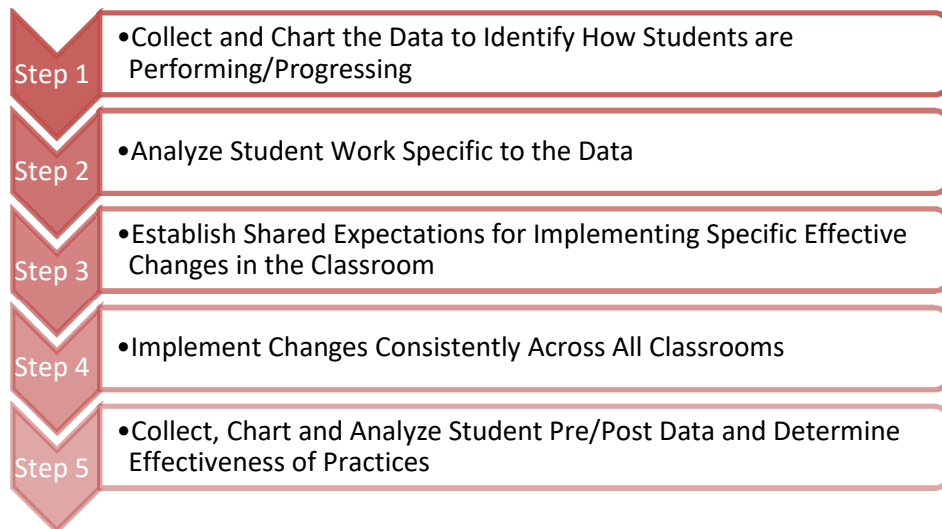 Step 1
•Collect and Chart the Data to Identify How Students are
Performing/Progressing
Step 2
•Analyze Student Work Specific to the Data
Step 3
•Establish Shared Expectations for Implementing Specific Effective
Changes in the Classroom
Step 4
•Implement Changes Consistently Across All Classrooms
Step 5
•Collect, Chart and Analyze Student Pre/Post Data and Determine
Effectiveness of Practices